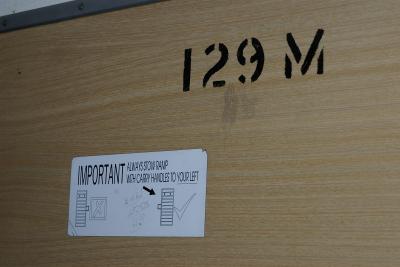 129 M
IMPORTANT ALWAYS STOW RAMP
WITH CARRY HANDLES TO YOUR LEFT